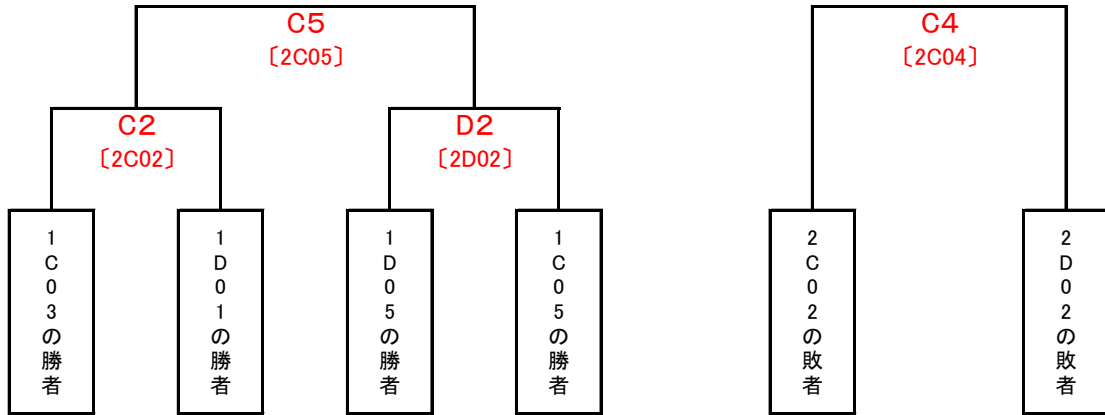 C5
〔2C05〕
C4
〔2C04〕
C2
〔2C02〕
D2
〔2D02〕
1C03の勝者
1D01の勝者
1D05の勝者
1C05の勝者
2C02の敗者
2D02の敗者